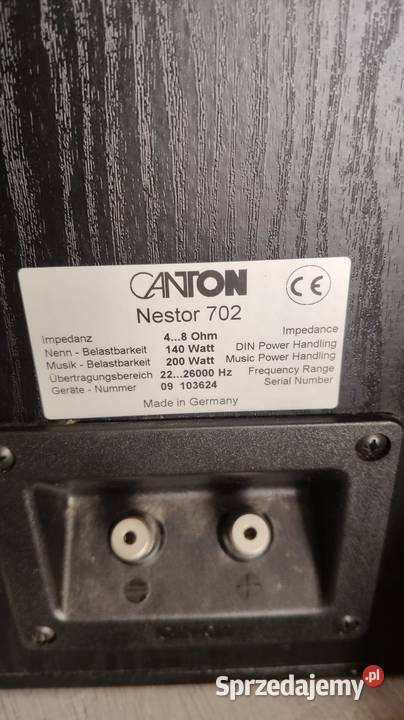 CANTON
CE
Nestor 702
Impedanz 4...8 Ohm Impedance
Nenn - Belastbarkeit 140 Watt DIN Power Handling
Musik - Belastbarkeit 200 Watt Music Power Handling
Übertragungsbereich 22...26000 Hz Frequency Range
Geräte - Nummer 09 103624 Serial Number
Made in Germany
- +
CANTON
Sprzedajemy.pl